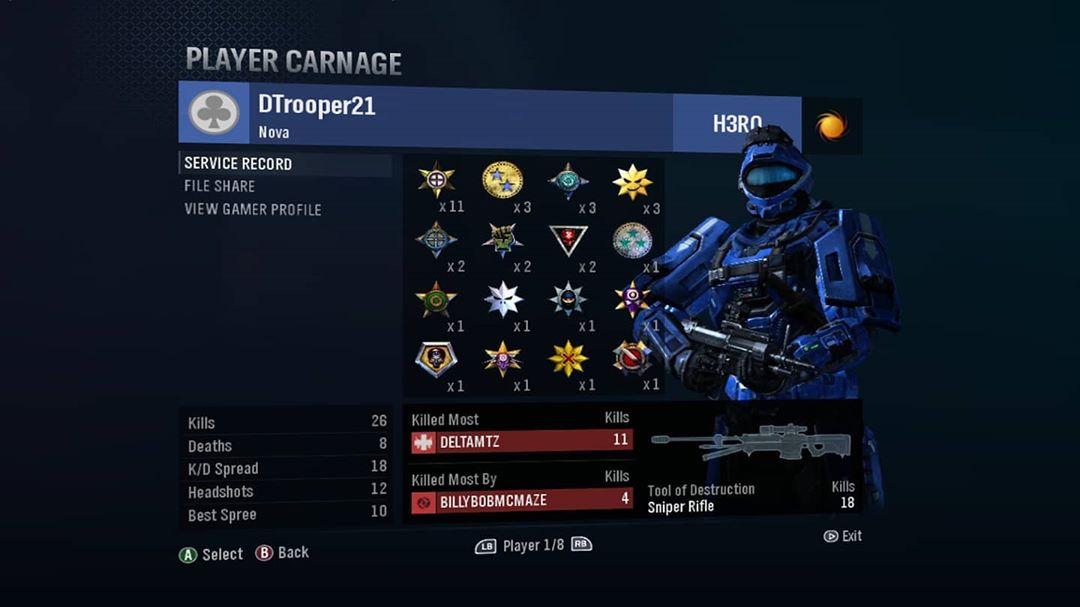 PLAYER CARNAGE
DTrooper21
Nova
H3RO
SERVICE RECORD
FILE SHARE
VIEW GAMER PROFILE
x 11 x 3 x 3 x 3
x 2 x 2 x 2 x 1
x 1 x 1 x 1 x 1
x 1 x 1 x 1 x 1
Kills 26
Deaths 8
K/D Spread 18
Headshots 12
Best Spree 10
Killed Most Kills
DELTAMTZ 11
Killed Most By Kills
BILLYBOBMCMAZE 4
Tool of Destruction Kills
Sniper Rifle 18
A Select B Back
LB Player 1/8 RB
Exit